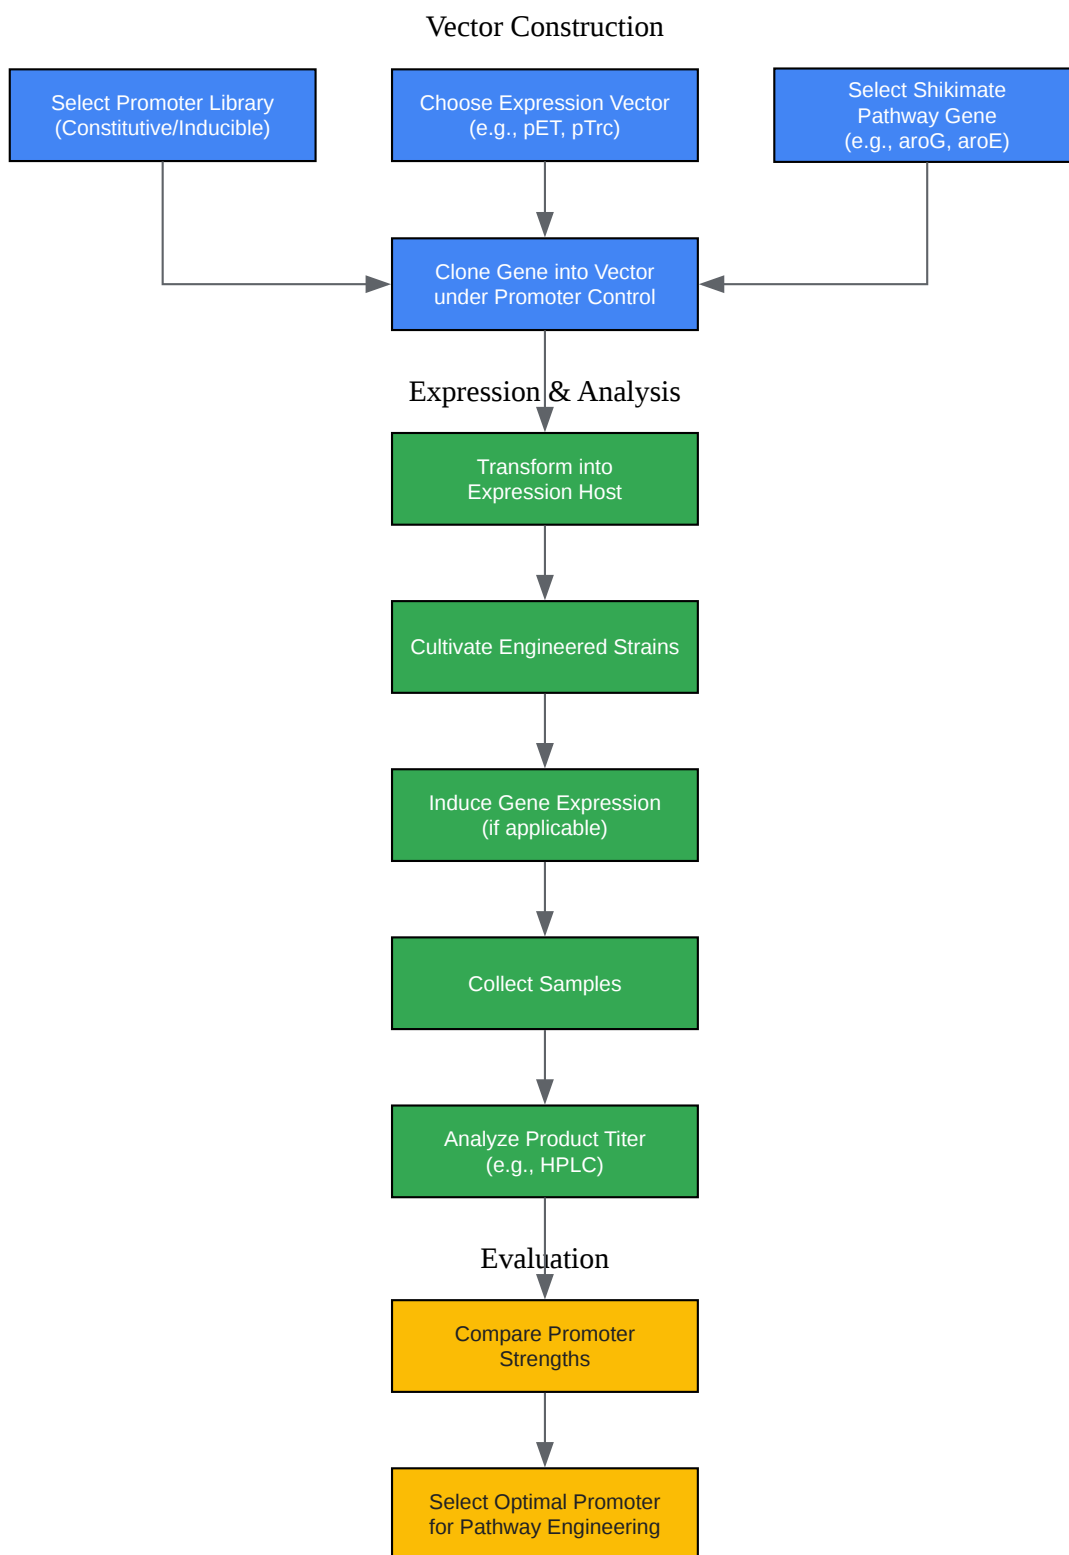 Vector Construction
Select Promoter Library
(Constitutive/Inducible)
Choose Expression Vector
(e.g., pET, pTrc)
Select Shikimate
Pathway Gene
(e.g., aroG, aroE)
Clone Gene into Vector
under Promoter Control
Expression & Analysis
Transform into
Expression Host
Cultivate Engineered Strains
Induce Gene Expression
(if applicable)
Collect Samples
Analyze Product Titer
(e.g., HPLC)
Evaluation
Compare Promoter
Strengths
Select Optimal Promoter
for Pathway Engineering